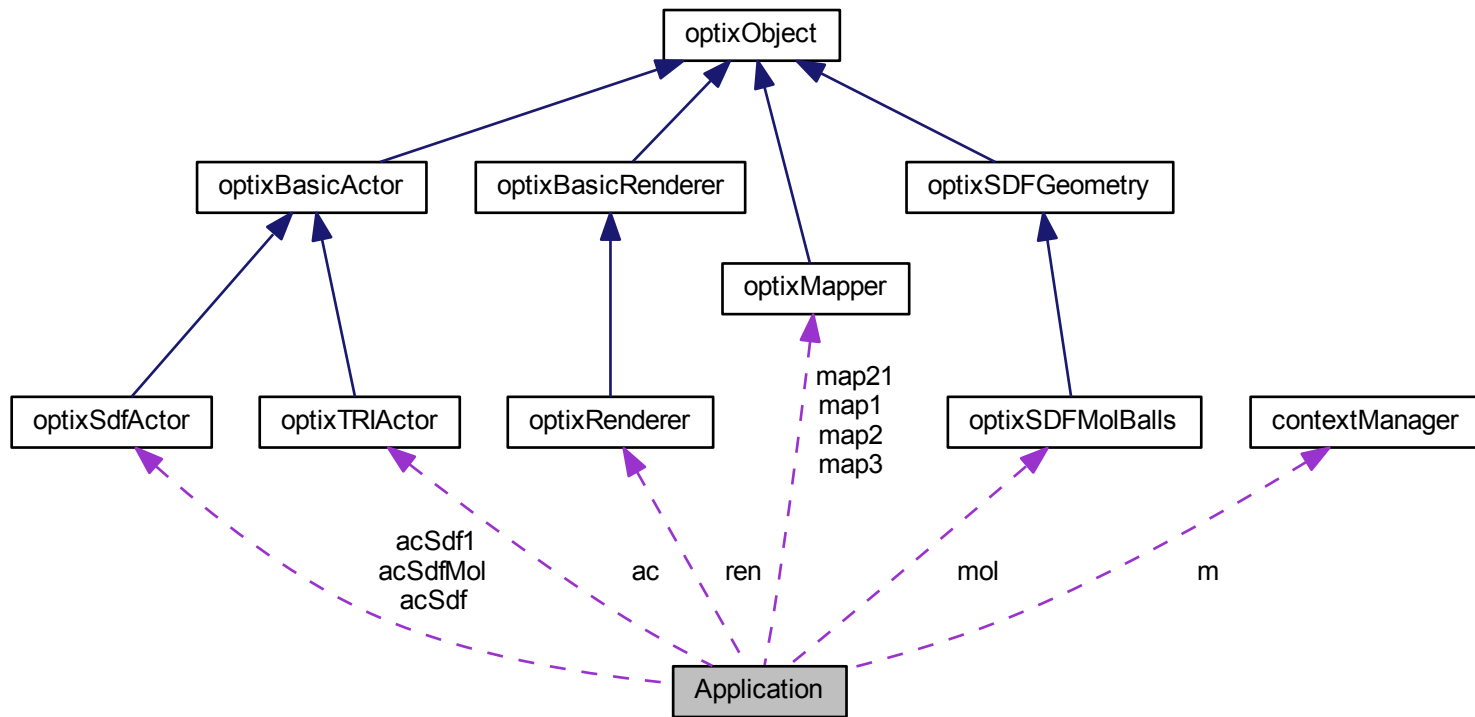 optixObject
optixBasicActor
optixBasicRenderer
optixSDFGeometry
optixMapper
optixSdfActor
optixTRIActor
optixRenderer
map21
map1
map2
map3
optixSDFMolBalls
contextManager
acSdf1
acSdfMol
acSdf
ac
ren
mol
m
Application